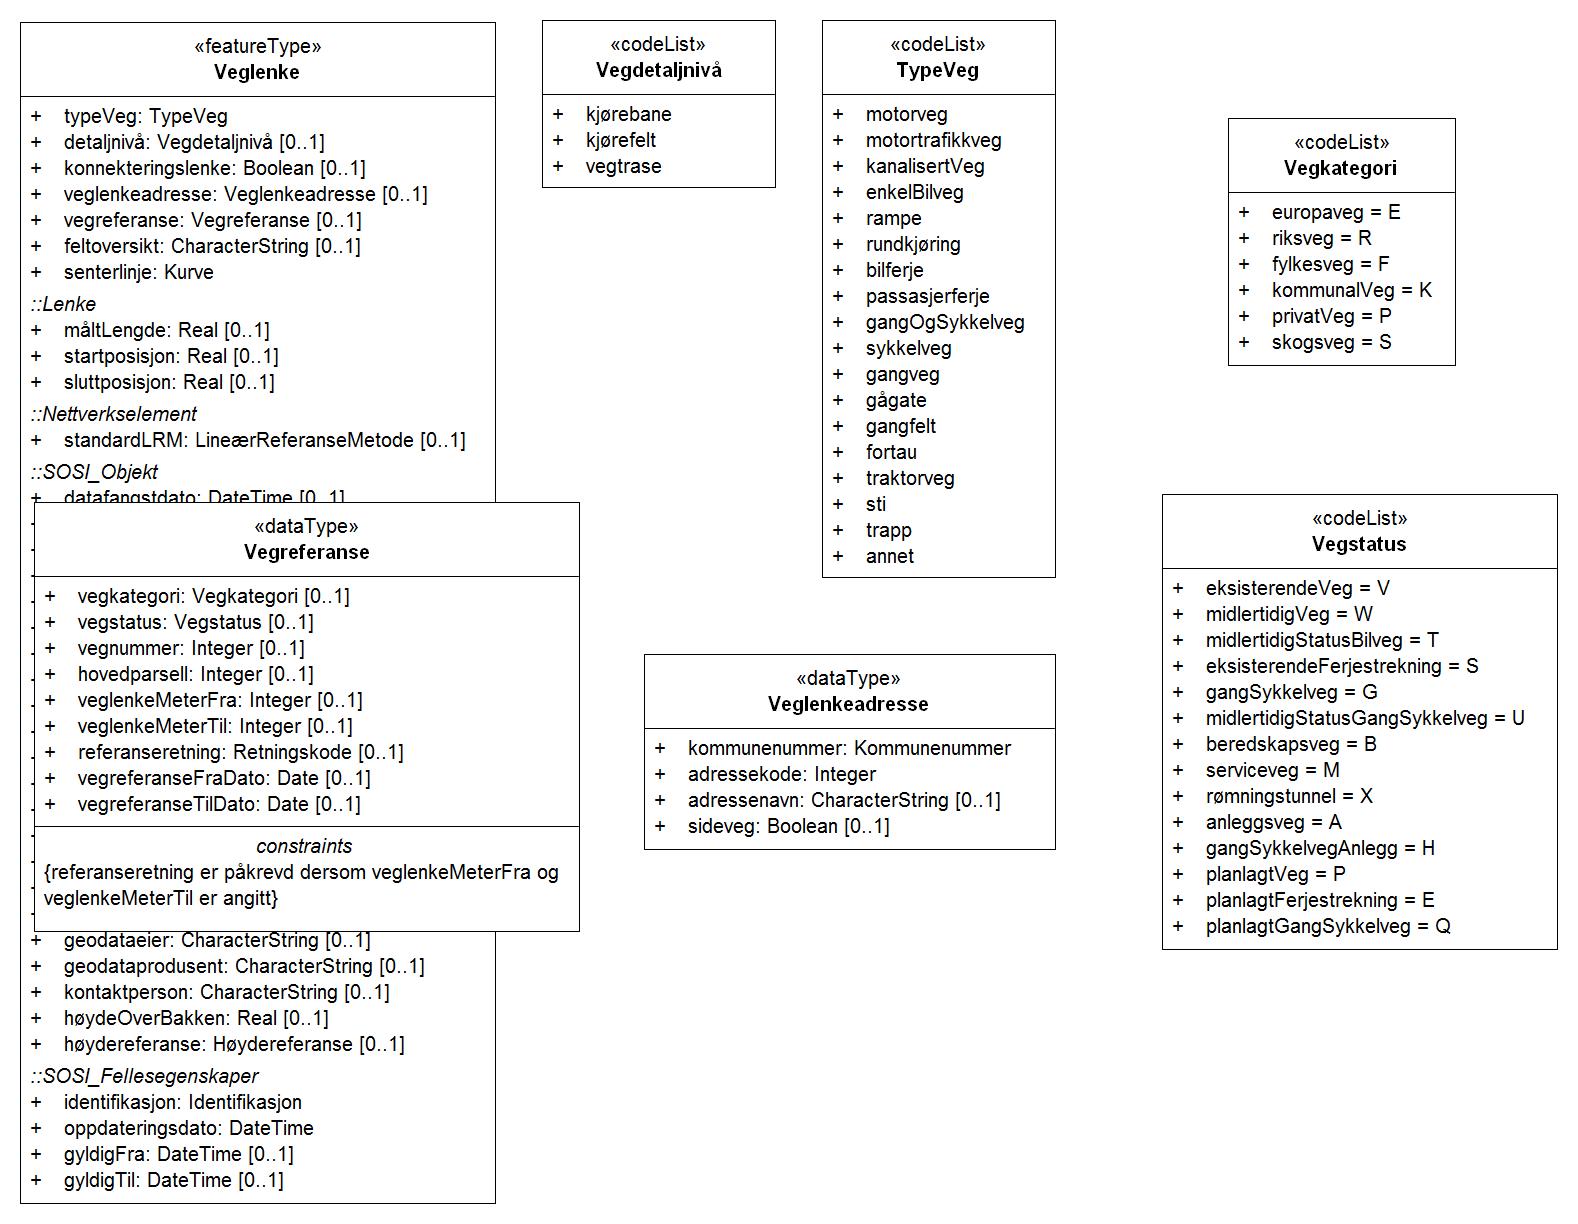 «featureType»
Veglenke
+ typeVeg: TypeVeg
+ detaljnivå: Vegdetaljnivå [0..1]
+ konnekteringslenke: Boolean [0..1]
+ veglenkeadresse: Veglenkeadresse [0..1]
+ vegreferanse: Vegreferanse [0..1]
+ feltoversikt: CharacterString [0..1]
+ senterlinje: Kurve
::Lenke
+ måltLengde: Real [0..1]
+ startposisjon: Real [0..1]
+ sluttposisjon: Real [0..1]
::Nettverkselement
+ standardLRM: LineærReferanseMetode [0..1]
::SOSI_Objekt
+ datafangstdato: DateTime [0..1]
«dataType»
Vegreferanse
+ vegkategori: Vegkategori [0..1]
+ vegstatus: Vegstatus [0..1]
+ vegnummer: Integer [0..1]
+ hovedparsell: Integer [0..1]
+ veglenkeMeterFra: Integer [0..1]
+ veglenkeMeterTil: Integer [0..1]
+ referanseretning: Retningskode [0..1]
+ vegreferanseFraDato: Date [0..1]
+ vegreferanseTilDato: Date [0..1]
constraints
{referanseretning er påkrevd dersom veglenkeMeterFra og
veglenkeMeterTil er angitt}
+ geodataeier: CharacterString [0..1]
+ geodataprodusent: CharacterString [0..1]
+ kontaktperson: CharacterString [0..1]
+ høydeOverBakken: Real [0..1]
+ høydereferanse: Høydereferanse [0..1]
::SOSI_Fellesegenskaper
+ identifikasjon: Identifikasjon
+ oppdateringsdato: DateTime
+ gyldigFra: DateTime [0..1]
+ gyldigTil: DateTime [0..1]
«codeList»
Vegdetaljnivå
+ kjørebane
+ kjørefelt
+ vegtrase
«codeList»
TypeVeg
+ motorveg
+ motortrafikkveg
+ kanalisertVeg
+ enkelBilveg
+ rampe
+ rundkjøring
+ bilferje
+ passasjerferje
+ gangOgSykkelveg
+ sykkelveg
+ gangveg
+ gågate
+ gangfelt
+ fortau
+ traktorveg
+ sti
+ trapp
+ annet
«dataType»
Veglenkeadresse
+ kommunenummer: Kommunenummer
+ adressekode: Integer
+ adressenavn: CharacterString [0..1]
+ sideveg: Boolean [0..1]
«codeList»
Vegkategori
+ europaveg = E
+ riksveg = R
+ fylkesveg = F
+ kommunalVeg = K
+ privatVeg = P
+ skogsveg = S
«codeList»
Vegstatus
+ eksisterendeVeg = V
+ midlertidigVeg = W
+ midlertidigStatusBilveg = T
+ eksisterendeFerjestrekning = S
+ gangSykkelveg = G
+ midlertidigStatusGangSykkelveg = U
+ beredskapsveg = B
+ serviceveg = M
+ rømningstunnel = X
+ anleggsveg = A
+ gangSykkelvegAnlegg = H
+ planlagtVeg = P
+ planlagtFerjestrekning = E
+ planlagtGangSykkelveg = Q